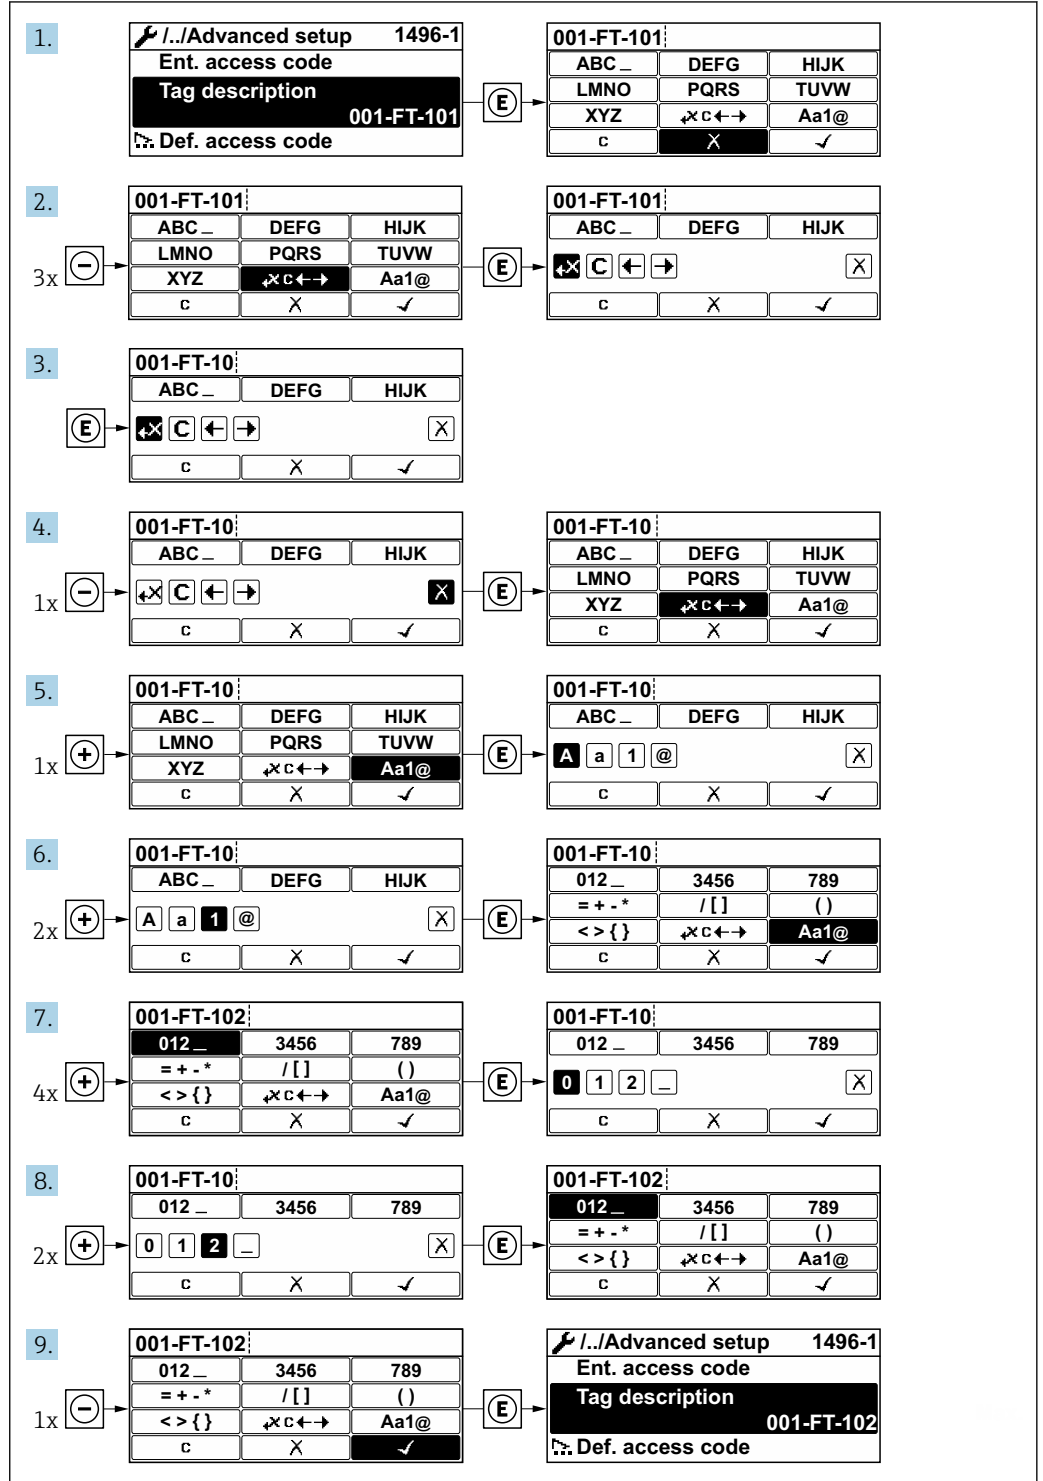 1.
/../Advanced setup 1496-1
Ent. access code
Tag description
001-FT-101
Def. access code
E
001-FT-101
ABC_ DEFG HIJK
LMNO PQRS TUVW
XYZ C Aa1@
C X ✓
2.
3x
001-FT-101
ABC_ DEFG HIJK
LMNO PQRS TUVW
XYZ C Aa1@
C X ✓
E
001-FT-101
ABC_ DEFG HIJK
C X
C X ✓
3.
E
001-FT-10
ABC_ DEFG HIJK
C X
C X ✓
4.
1x
001-FT-10
ABC_ DEFG HIJK
C X
C X ✓
E
001-FT-10
ABC_ DEFG HIJK
LMNO PQRS TUVW
XYZ C Aa1@
C X ✓
5.
1x
001-FT-10
ABC_ DEFG HIJK
LMNO PQRS TUVW
XYZ C Aa1@
C X ✓
E
001-FT-10
ABC_ DEFG HIJK
A a 1 @ X
C X ✓
6.
2x
001-FT-10
ABC_ DEFG HIJK
A a 1 @ X
C X ✓
E
001-FT-10
012_ 3456 789
= + - * / [ ] ( )
< > { } C Aa1@
C X ✓
7.
4x
001-FT-102
012_ 3456 789
= + - * / [ ] ( )
< > { } C Aa1@
C X ✓
E
001-FT-10
012_ 3456 789
0 1 2 _ X
C X ✓
8.
2x
001-FT-10
012_ 3456 789
0 1 2 _ X
C X ✓
E
001-FT-102
012_ 3456 789
= + - * / [ ] ( )
< > { } C Aa1@
C X ✓
9.
1x
001-FT-102
012_ 3456 789
= + - * / [ ] ( )
< > { } C Aa1@
C X ✓
E
/../Advanced setup 1496-1
Ent. access code
Tag description
001-FT-102
Def. access code